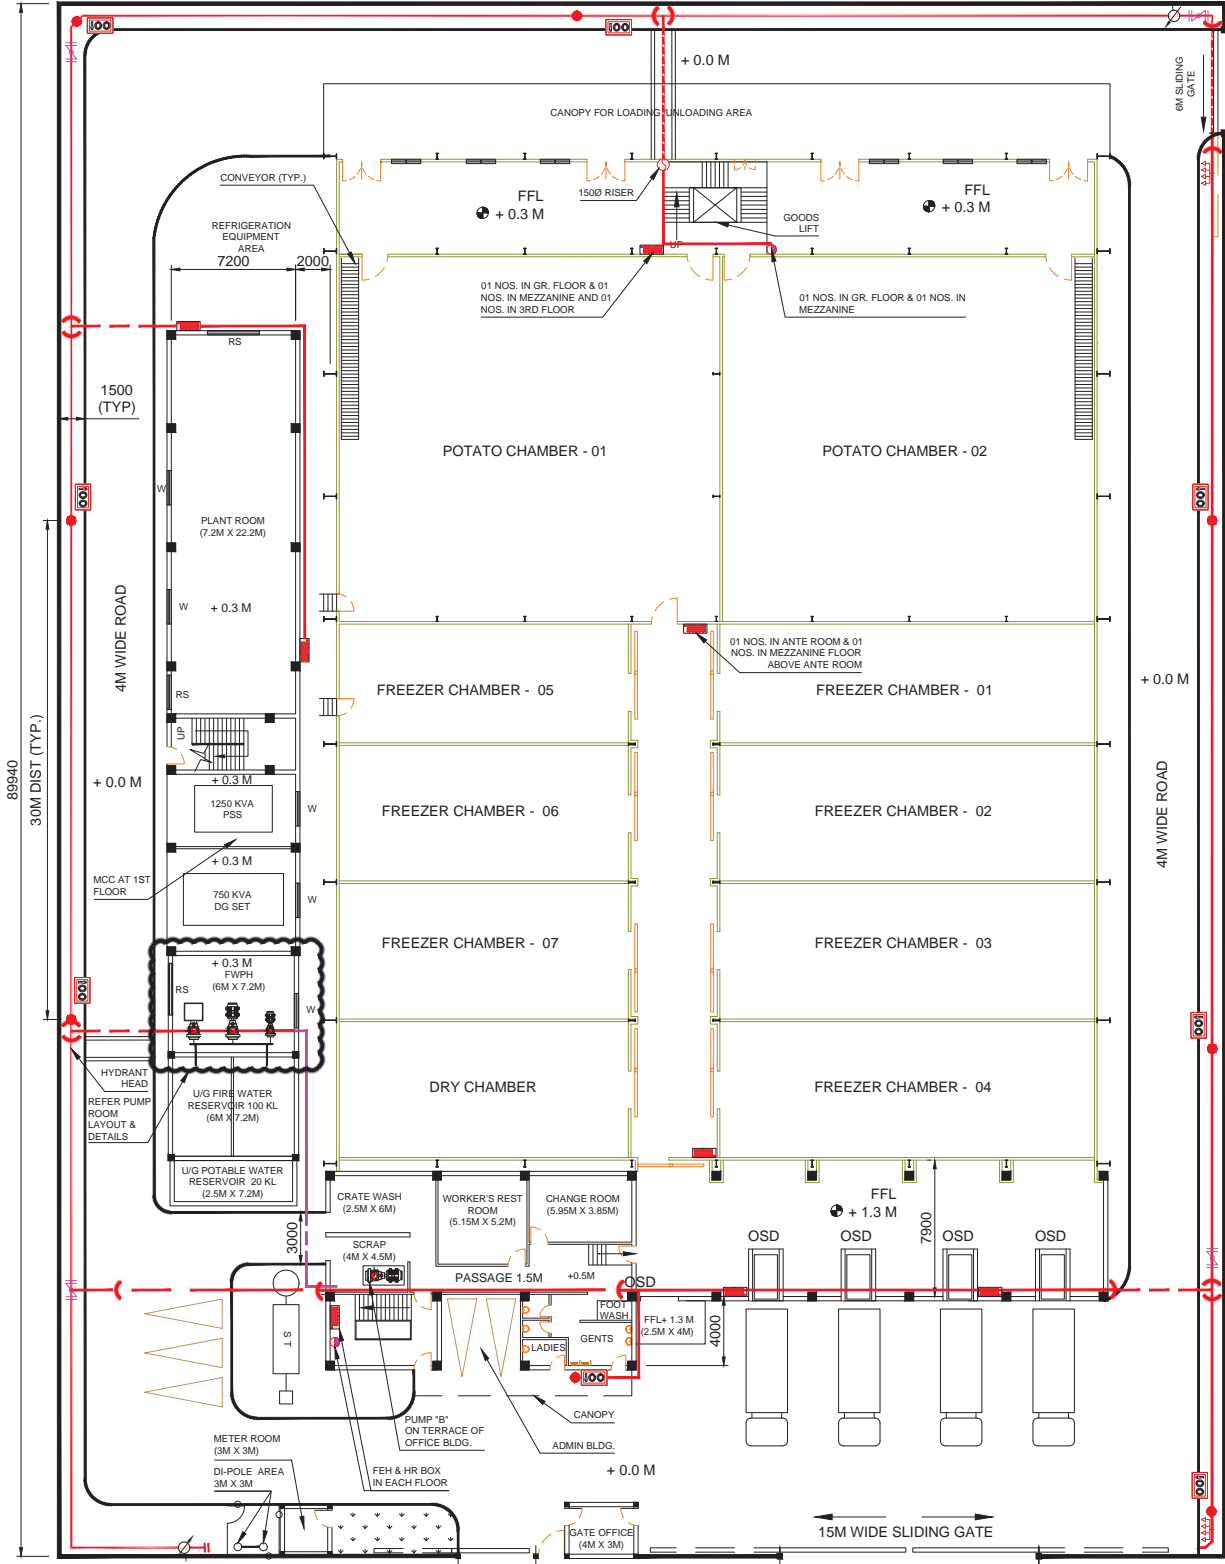 + 0.0 M
6M SLIDING
GATE
CANOPY FOR LOADING UNLOADING AREA
CONVEYOR (TYP.)
150Ø RISER
FFL
+ 0.3 M
FFL
+ 0.3 M
GOODS
LIFT
UP
REFRIGERATION
EQUIPMENT
AREA
7200
2000
01 NOS. IN GR. FLOOR & 01
NOS. IN MEZZANINE AND 01
NOS. IN 3RD FLOOR
01 NOS. IN GR. FLOOR & 01 NOS. IN
MEZZANINE
RS
1500
(TYP)
POTATO CHAMBER - 01
POTATO CHAMBER - 02
W
PLANT ROOM
(7.2M X 22.2M)
W
+ 0.3 M
4M WIDE ROAD
01 NOS. IN ANTE ROOM & 01
NOS. IN MEZZANINE FLOOR
ABOVE ANTE ROOM
RS
FREEZER CHAMBER - 05
FREEZER CHAMBER - 01
+ 0.0 M
UP
89940
30M DIST (TYP.)
+ 0.0 M
+ 0.3 M
1250 KVA
PSS
W
FREEZER CHAMBER - 06
FREEZER CHAMBER - 02
4M WIDE ROAD
+ 0.3 M
MCC AT 1ST
FLOOR
750 KVA
DG SET
W
FREEZER CHAMBER - 07
FREEZER CHAMBER - 03
+ 0.3 M
FWPH
(6M X 7.2M)
RS
W
HYDRANT
HEAD
REFER PUMP
ROOM
LAYOUT &
DETAILS
U/G FIRE WATER
RESERVOIR 100 KL
(6M X 7.2M)
DRY CHAMBER
FREEZER CHAMBER - 04
U/G POTABLE WATER
RESERVOIR 20 KL
(2.5M X 7.2M)
CRATE WASH
(2.5M X 6M)
WORKER'S REST
ROOM
(5.15M X 5.2M)
CHANGE ROOM
(5.95M X 3.85M)
FFL
+ 1.3 M
7900
3000
SCRAP
(4M X 4.5M)
PASSAGE 1.5M
+0.5M
OSD
OSD
OSD
OSD
OSD
FOOT
WASH
FFL+ 1.3 M
(2.5M X 4M)
4000
S T
LADIES
GENTS
CANOPY
PUMP "B"
ON TERRACE OF
OFFICE BLDG.
ADMIN BLDG.
METER ROOM
(3M X 3M)
DI-POLE AREA
3M X 3M
FEH & HR BOX
IN EACH FLOOR
+ 0.0 M
GATE OFFICE
(4M X 3M)
15M WIDE SLIDING GATE